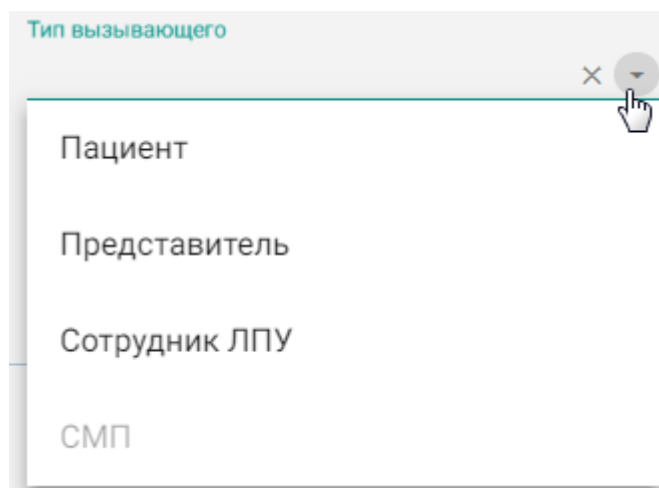 Тип вызывающего
Пациент
Представитель
Сотрудник ЛПУ
СМП